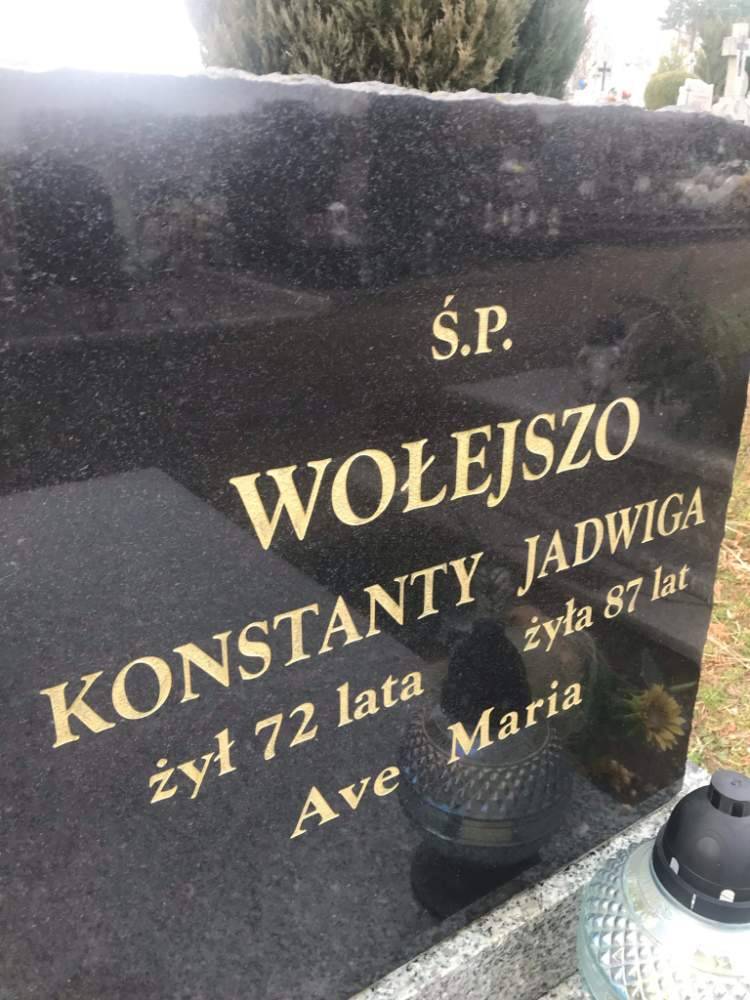 Ś.P.
WOŁEJSZO
KONSTANTY JADWIGA
żył 72 lata żyła 87 lat
Ave Maria